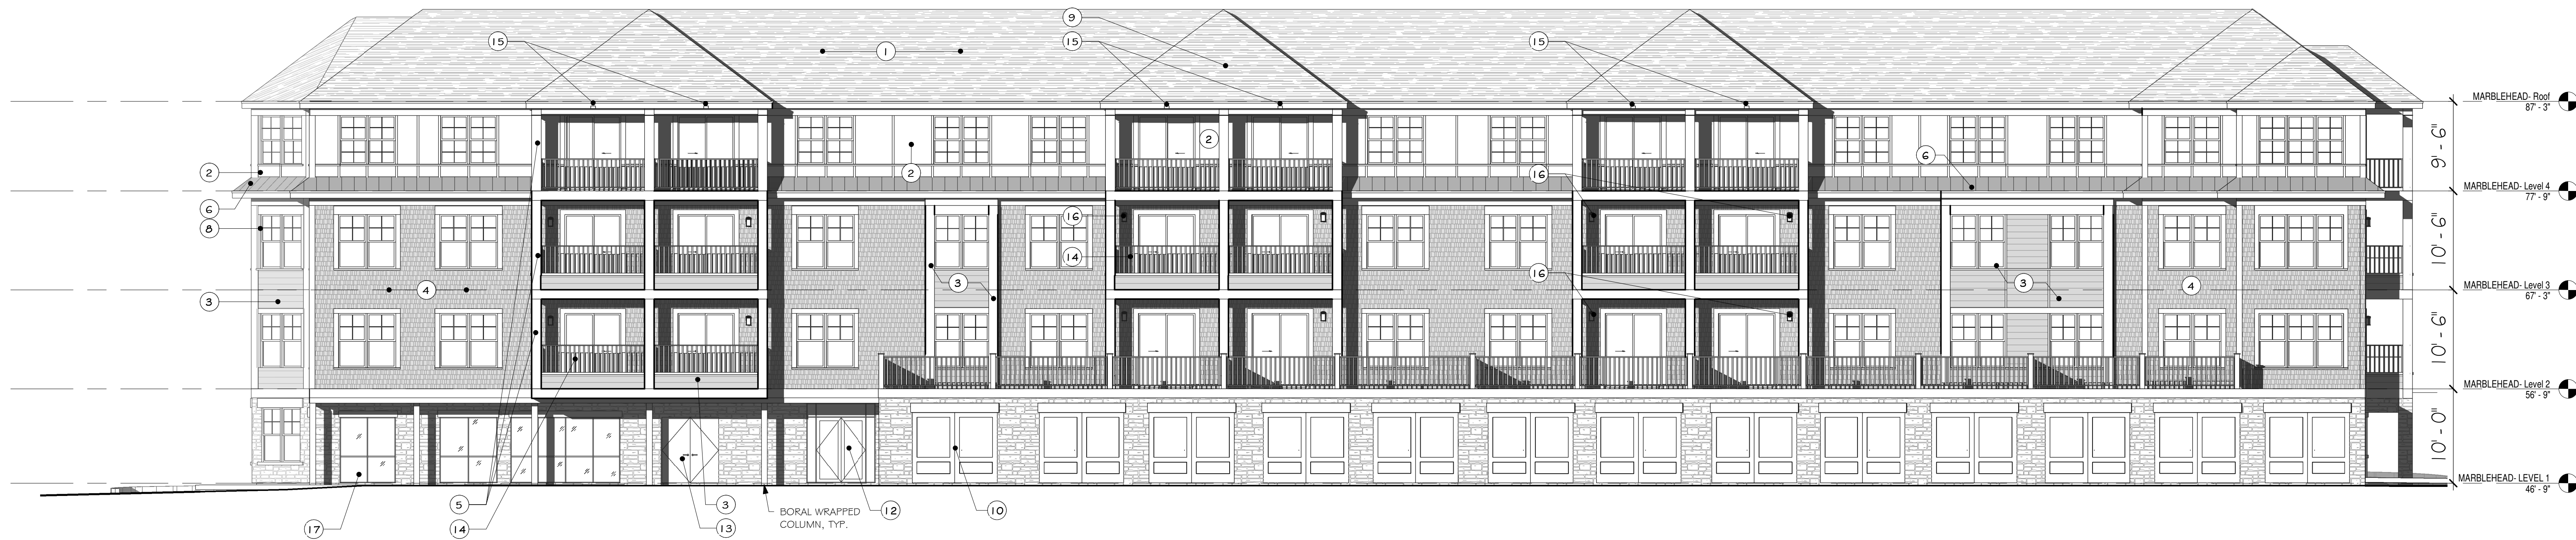 9
15
15
15
1
MARBLEHEAD- Roof
87' - 3"
9' - 6"
2
2
2
6
16
MARBLEHEAD- Level 4
77' - 9"
6
16
8
14
3
16
3
4
4
3
10' - 6"
MARBLEHEAD- Level 3
67' - 3"
10' - 6"
MARBLEHEAD- Level 2
56' - 9"
10' - 0"
MARBLEHEAD- LEVEL 1
46' - 9"
5
3
BORAL WRAPPED
COLUMN, TYP.
12
10
17
14
13